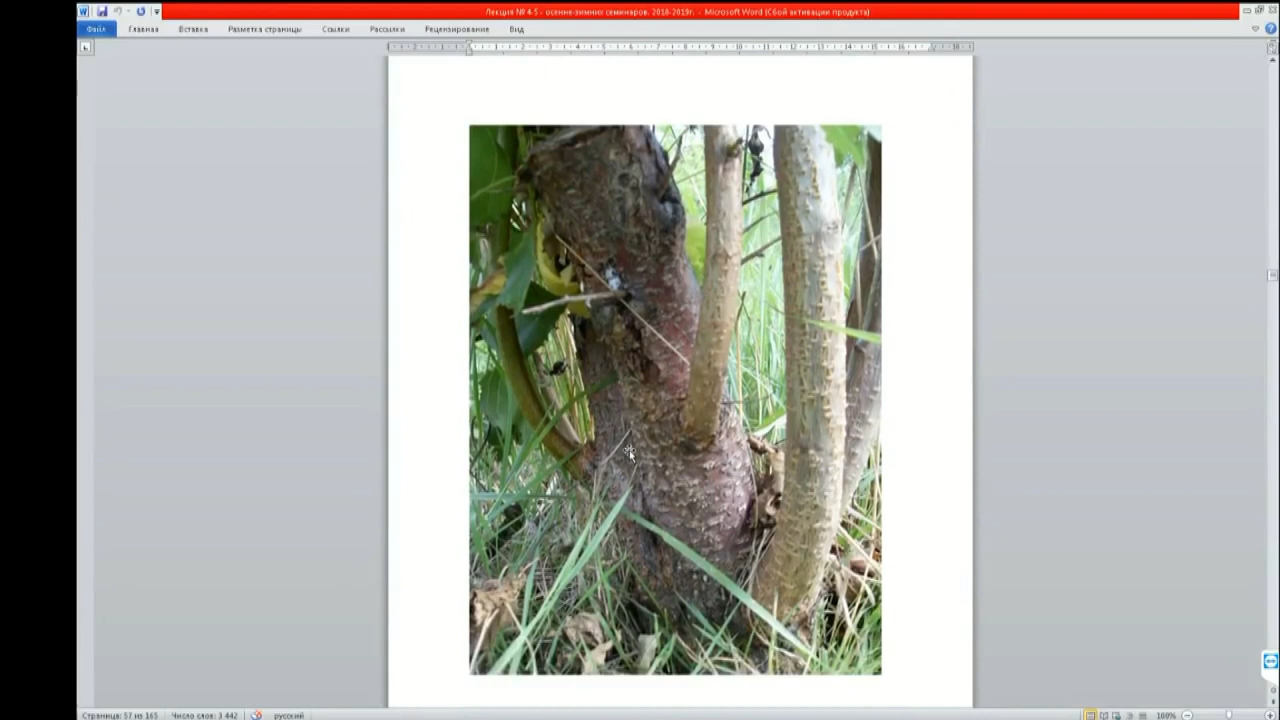 Лекция № 4-5 - осенне-зимних семинаров. 2018-2019г. - Microsoft Word (Сбой активации продукта)
Файл Главная Вставка Разметка страницы Ссылки Рассылки Рецензирование Вид
Страница: 57 из 165 Число слов: 3 442 русский 100%